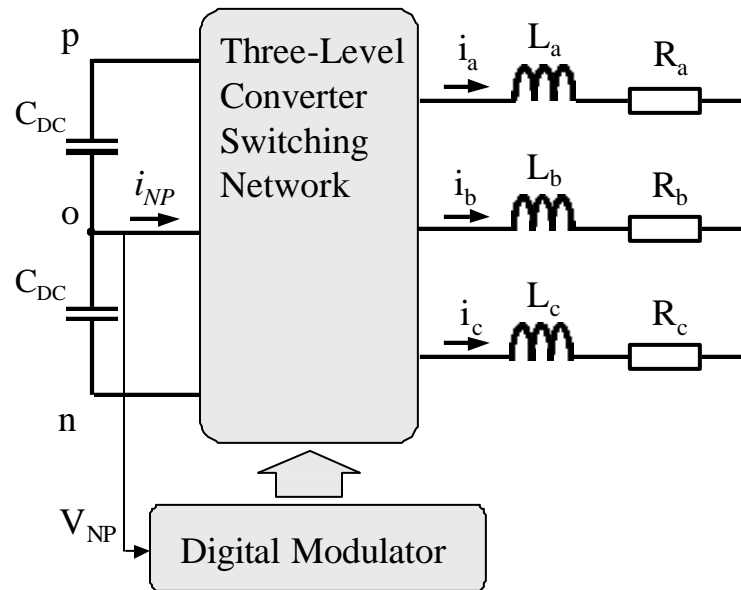 p
Three-Level
Converter
Switching
Network
C_DC
i_NP
o
C_DC
n
V_NP
Digital Modulator
i_a
L_a
R_a
i_b
L_b
R_b
i_c
L_c
R_c